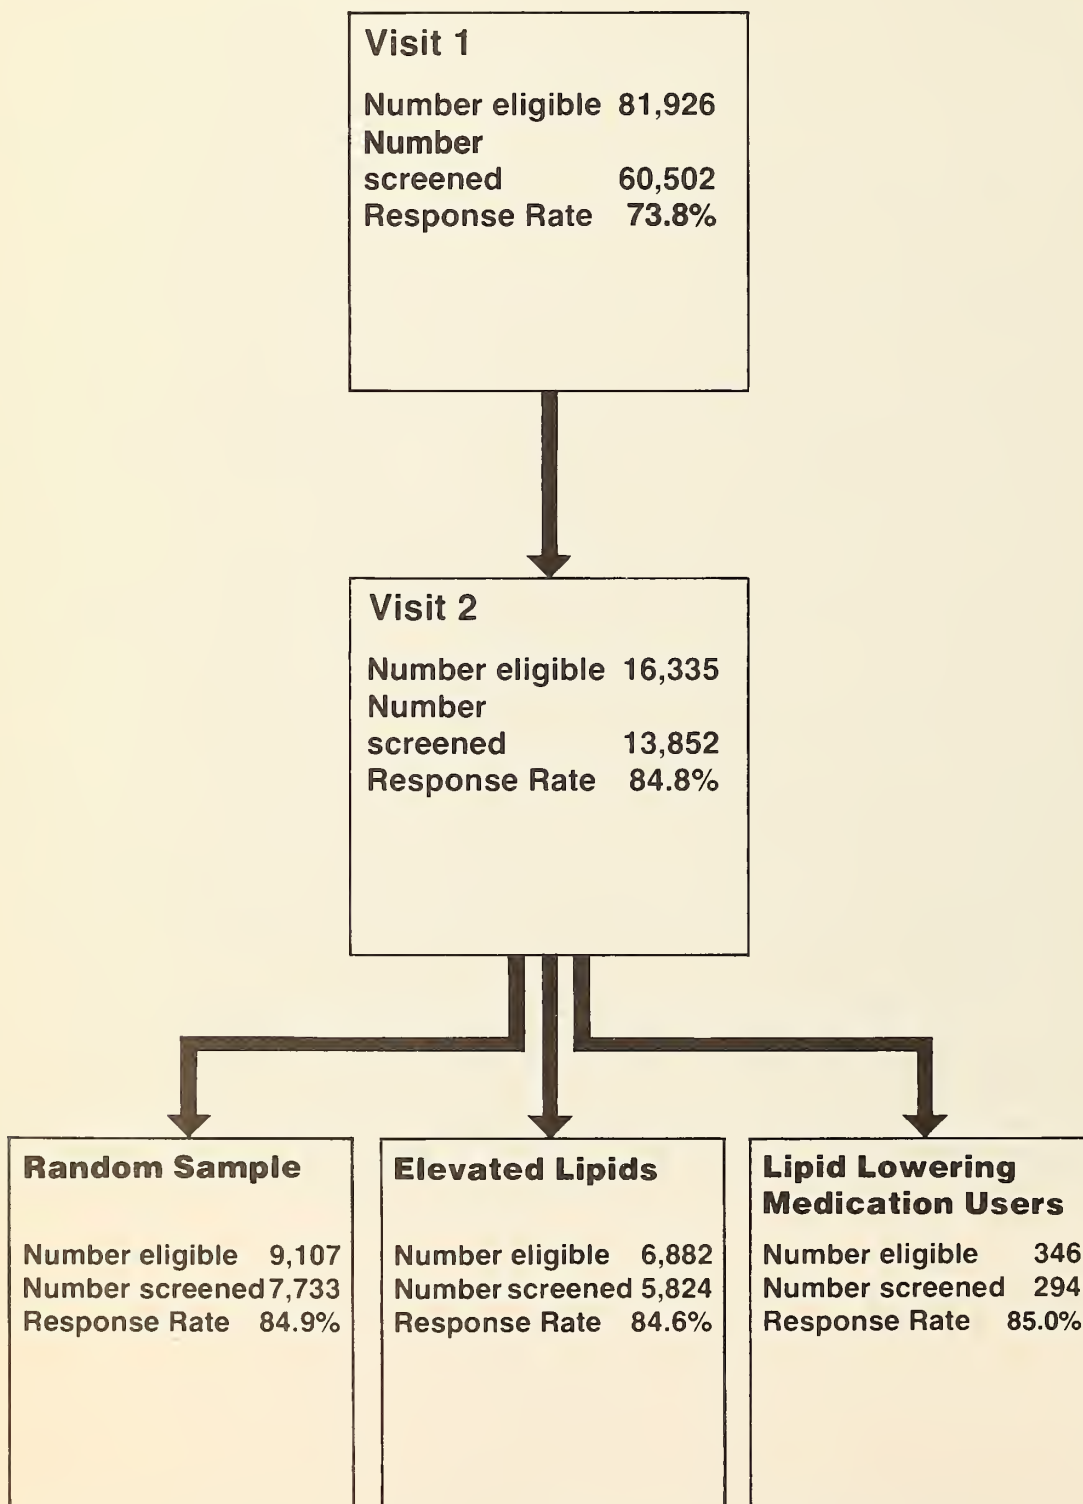 Visit 1
Number eligible 81,926
Number
screened 60,502
Response Rate 73.8%
Visit 2
Number eligible 16,335
Number
screened 13,852
Response Rate 84.8%
Random Sample
Number eligible 9,107
Number screened 7,733
Response Rate 84.9%
Elevated Lipids
Number eligible 6,882
Number screened 5,824
Response Rate 84.6%
Lipid Lowering
Medication Users
Number eligible 346
Number screened 294
Response Rate 85.0%